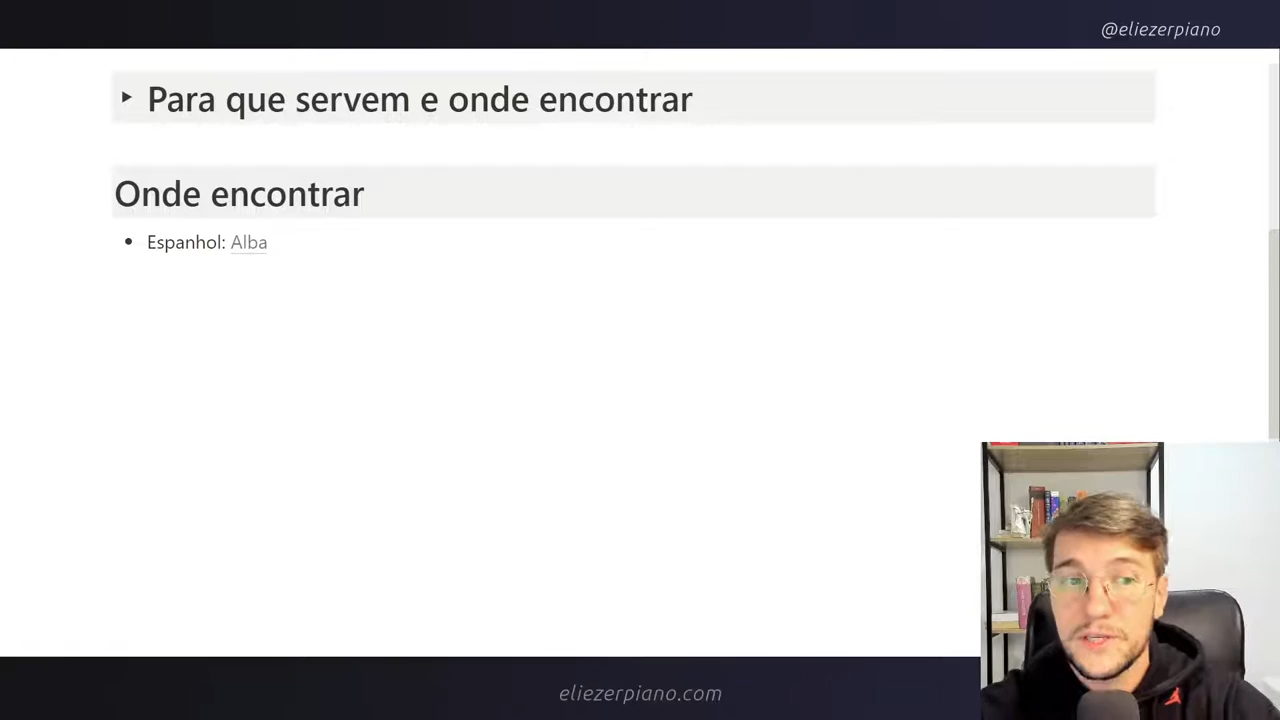 @eliezerpiano
Para que servem e onde encontrar
Onde encontrar
Espanhol: Alba
eliezerpiano.com